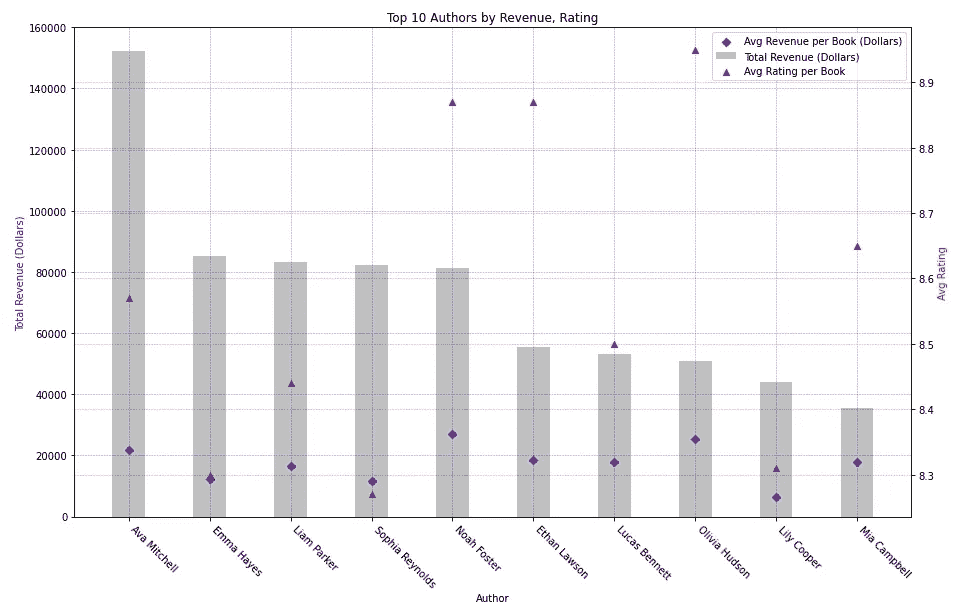 Top 10 Authors by Revenue, Rating
Avg Revenue per Book (Dollars)
Total Revenue (Dollars)
Avg Rating per Book
160000
140000
120000
100000
80000
60000
40000
20000
0
Total Revenue (Dollars)
8.9
8.8
8.7
8.6
8.5
8.4
8.3
Avg Rating
Ava Mitchell
Emma Hayes
Liam Parker
Sophia Reynolds
Noah Foster
Ethan Lawson
Lucas Bennett
Olivia Hudson
Lily Cooper
Mia Campbell
Author